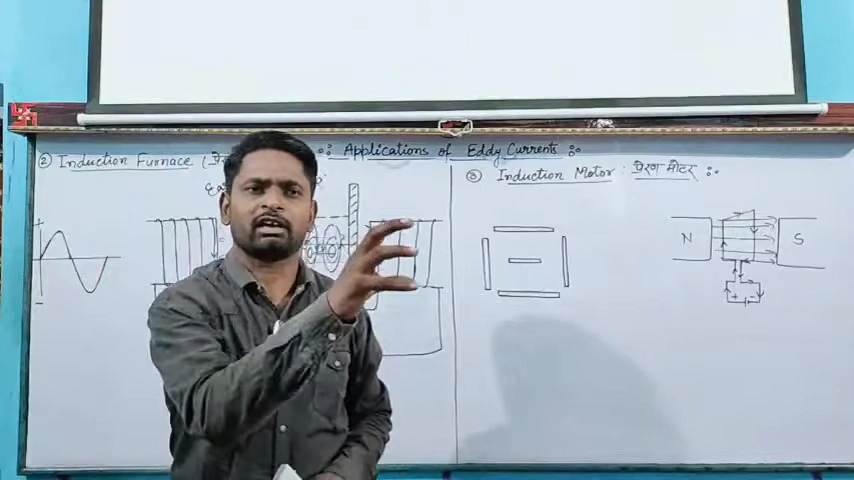 :: Applications of Eddy Currents ::
② Induction Furnace (
③ Induction Motor : प्रेरण मीटर ::
N
S
+ -